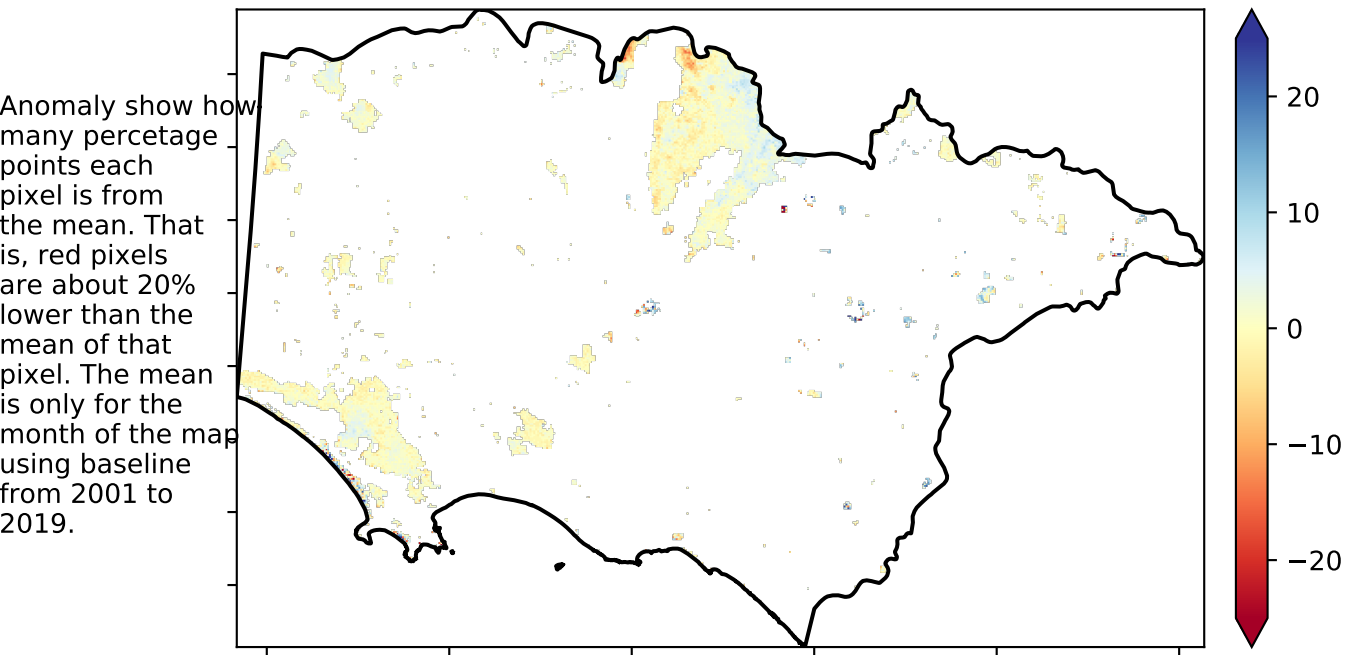 Anomaly show how
many percetage
points each
pixel is from
the mean. That
is, red pixels
are about 20%
lower than the
mean of that
pixel. The mean
is only for the
month of the map
using baseline
from 2001 to
2019.
20
10
0
−10
−20